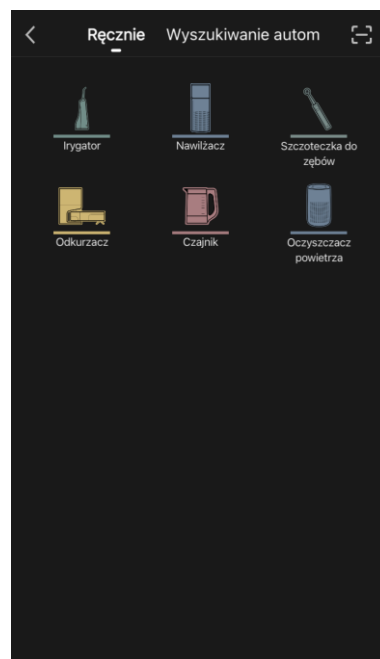 Ręcznie Wyszukiwanie autom
Irygator
Nawilżacz
Szczoteczka do
zębów
Odkurzacz
Czajnik
Oczyszczacz
powietrza